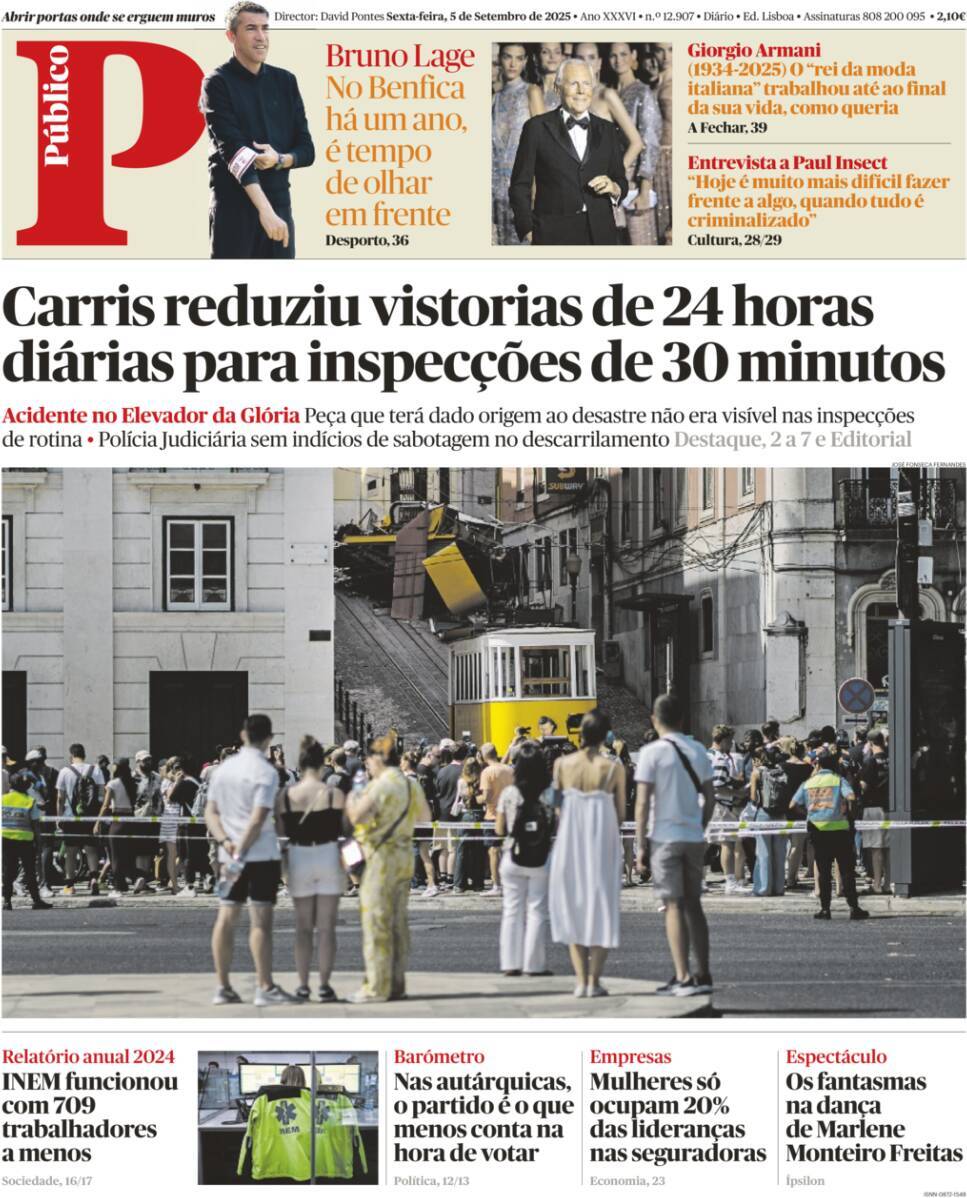 Abrir portas onde se erguem muros
Director: David Pontes Sexta-feira, 5 de Setembro de 2025 • Ano XXXVI • n.º 12.907 • Diário • Ed. Lisboa • Assinaturas 808 200 095 • 2,10€
P
Público
Bruno Lage
No Benfica
há um ano,
é tempo
de olhar
em frente
Desporto, 36
Giorgio Armani
(1934-2025) O “rei da moda
italiana” trabalhou até ao final
da sua vida, como queria
A Fechar, 39
Entrevista a Paul Insect
“Hoje é muito mais difícil fazer
frente a algo, quando tudo é
criminalizado”
Cultura, 28/29
Carris reduziu vistorias de 24 horas
diárias para inspecções de 30 minutos
Acidente no Elevador da Glória Peça que terá dado origem ao desastre não era visível nas inspecções
de rotina • Polícia Judiciária sem indícios de sabotagem no descarrilamento Destaque, 2 a 7 e Editorial
JOSÉ FONSECA FERNANDES
SUBWAY
Relatório anual 2024
INEM funcionou
com 709
trabalhadores
a menos
Sociedade, 16/17
INEM
Barómetro
Nas autárquicas,
o partido é o que
menos conta na
hora de votar
Política, 12/13
Empresas
Mulheres só
ocupam 20%
das lideranças
nas seguradoras
Economia, 23
Espectáculo
Os fantasmas
na dança
de Marlene
Monteiro Freitas
Ípsilon
ISNN-0872-1548